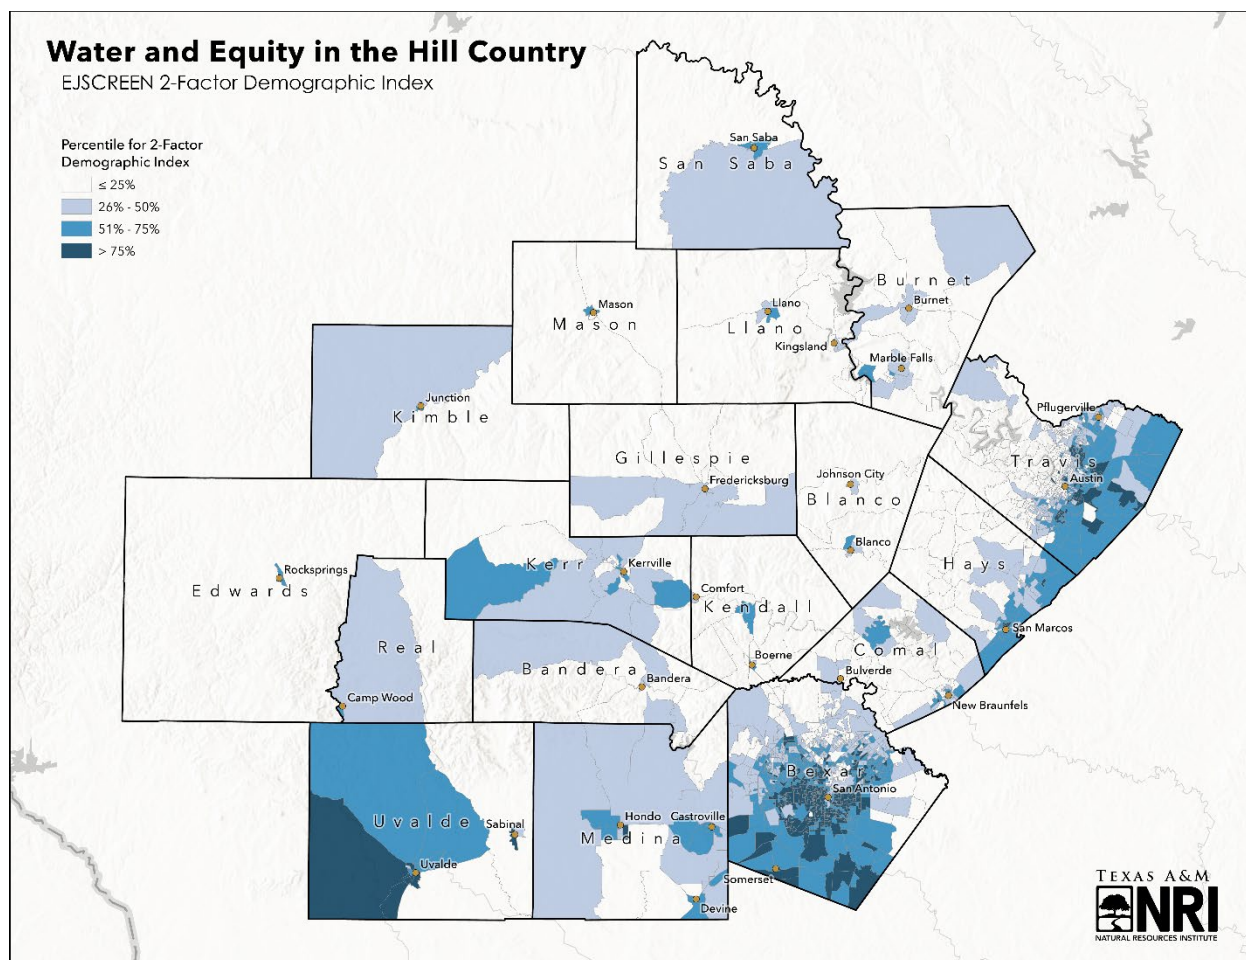 Water and Equity in the Hill Country
EJSCREEN 2-Factor Demographic Index
Percentile for 2-Factor
Demographic Index
≤ 25%
26% - 50%
51% - 75%
> 75%
San Saba
San Saba
Burnet
Burnet
Mason
Mason
Llano
Llano
Kingsland
Marble Falls
Junction
Kimble
Pflugerville
Travis
Austin
Gillespie
Fredericksburg
Johnson City
Blanco
Blanco
Hays
San Marcos
Rocksprings
Edwards
Kerr
Kerrville
Comfort
Kendall
Boerne
Real
Camp Wood
Bandera
Bandera
Comal
Bulverde
New Braunfels
Bexar
San Antonio
Uvalde
Sabinal
Uvalde
Hondo
Castroville
Medina
Somerset
Devine
TEXAS A&M
NRI
NATURAL RESOURCES INSTITUTE